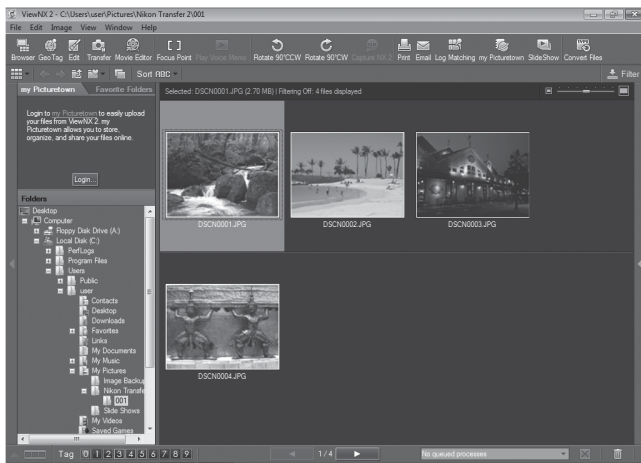 ViewNX 2 - C:\Users\user\Pictures\Nikon Transfer 2\001
File Edit Image View Window Help
Browser GeoTag Edit Transfer Movie Editor Focus Point Play Voice Memo Rotate 90°CCW Rotate 90°CW Capture NX 2 Print Email Log Matching my Picturetown SlideShow Convert Files
Sort ABC Filter
my Picturetown Favorite Folders
Selected: DSCN0001.JPG (2.70 MB) | Filtering Off: 4 files displayed
Login to my Picturetown to easily upload
your files from ViewNX 2. my
Picturetown allows you to store,
organize, and share your files online.
Login...
Folders
Desktop
Computer
Floppy Disk Drive (A:)
Local Disk (C:)
PerfLogs
Program Files
Users
Public
user
Contacts
Desktop
Downloads
Favorites
Links
My Documents
My Music
My Pictures
Image Backup
Nikon Transfe
001
Slide Shows
My Videos
Saved Games
DSCN0001.JPG
DSCN0002.JPG
DSCN0003.JPG
DSCN0004.JPG
Tag 0 1 2 3 4 5 6 7 8 9
1/4
No queued processes